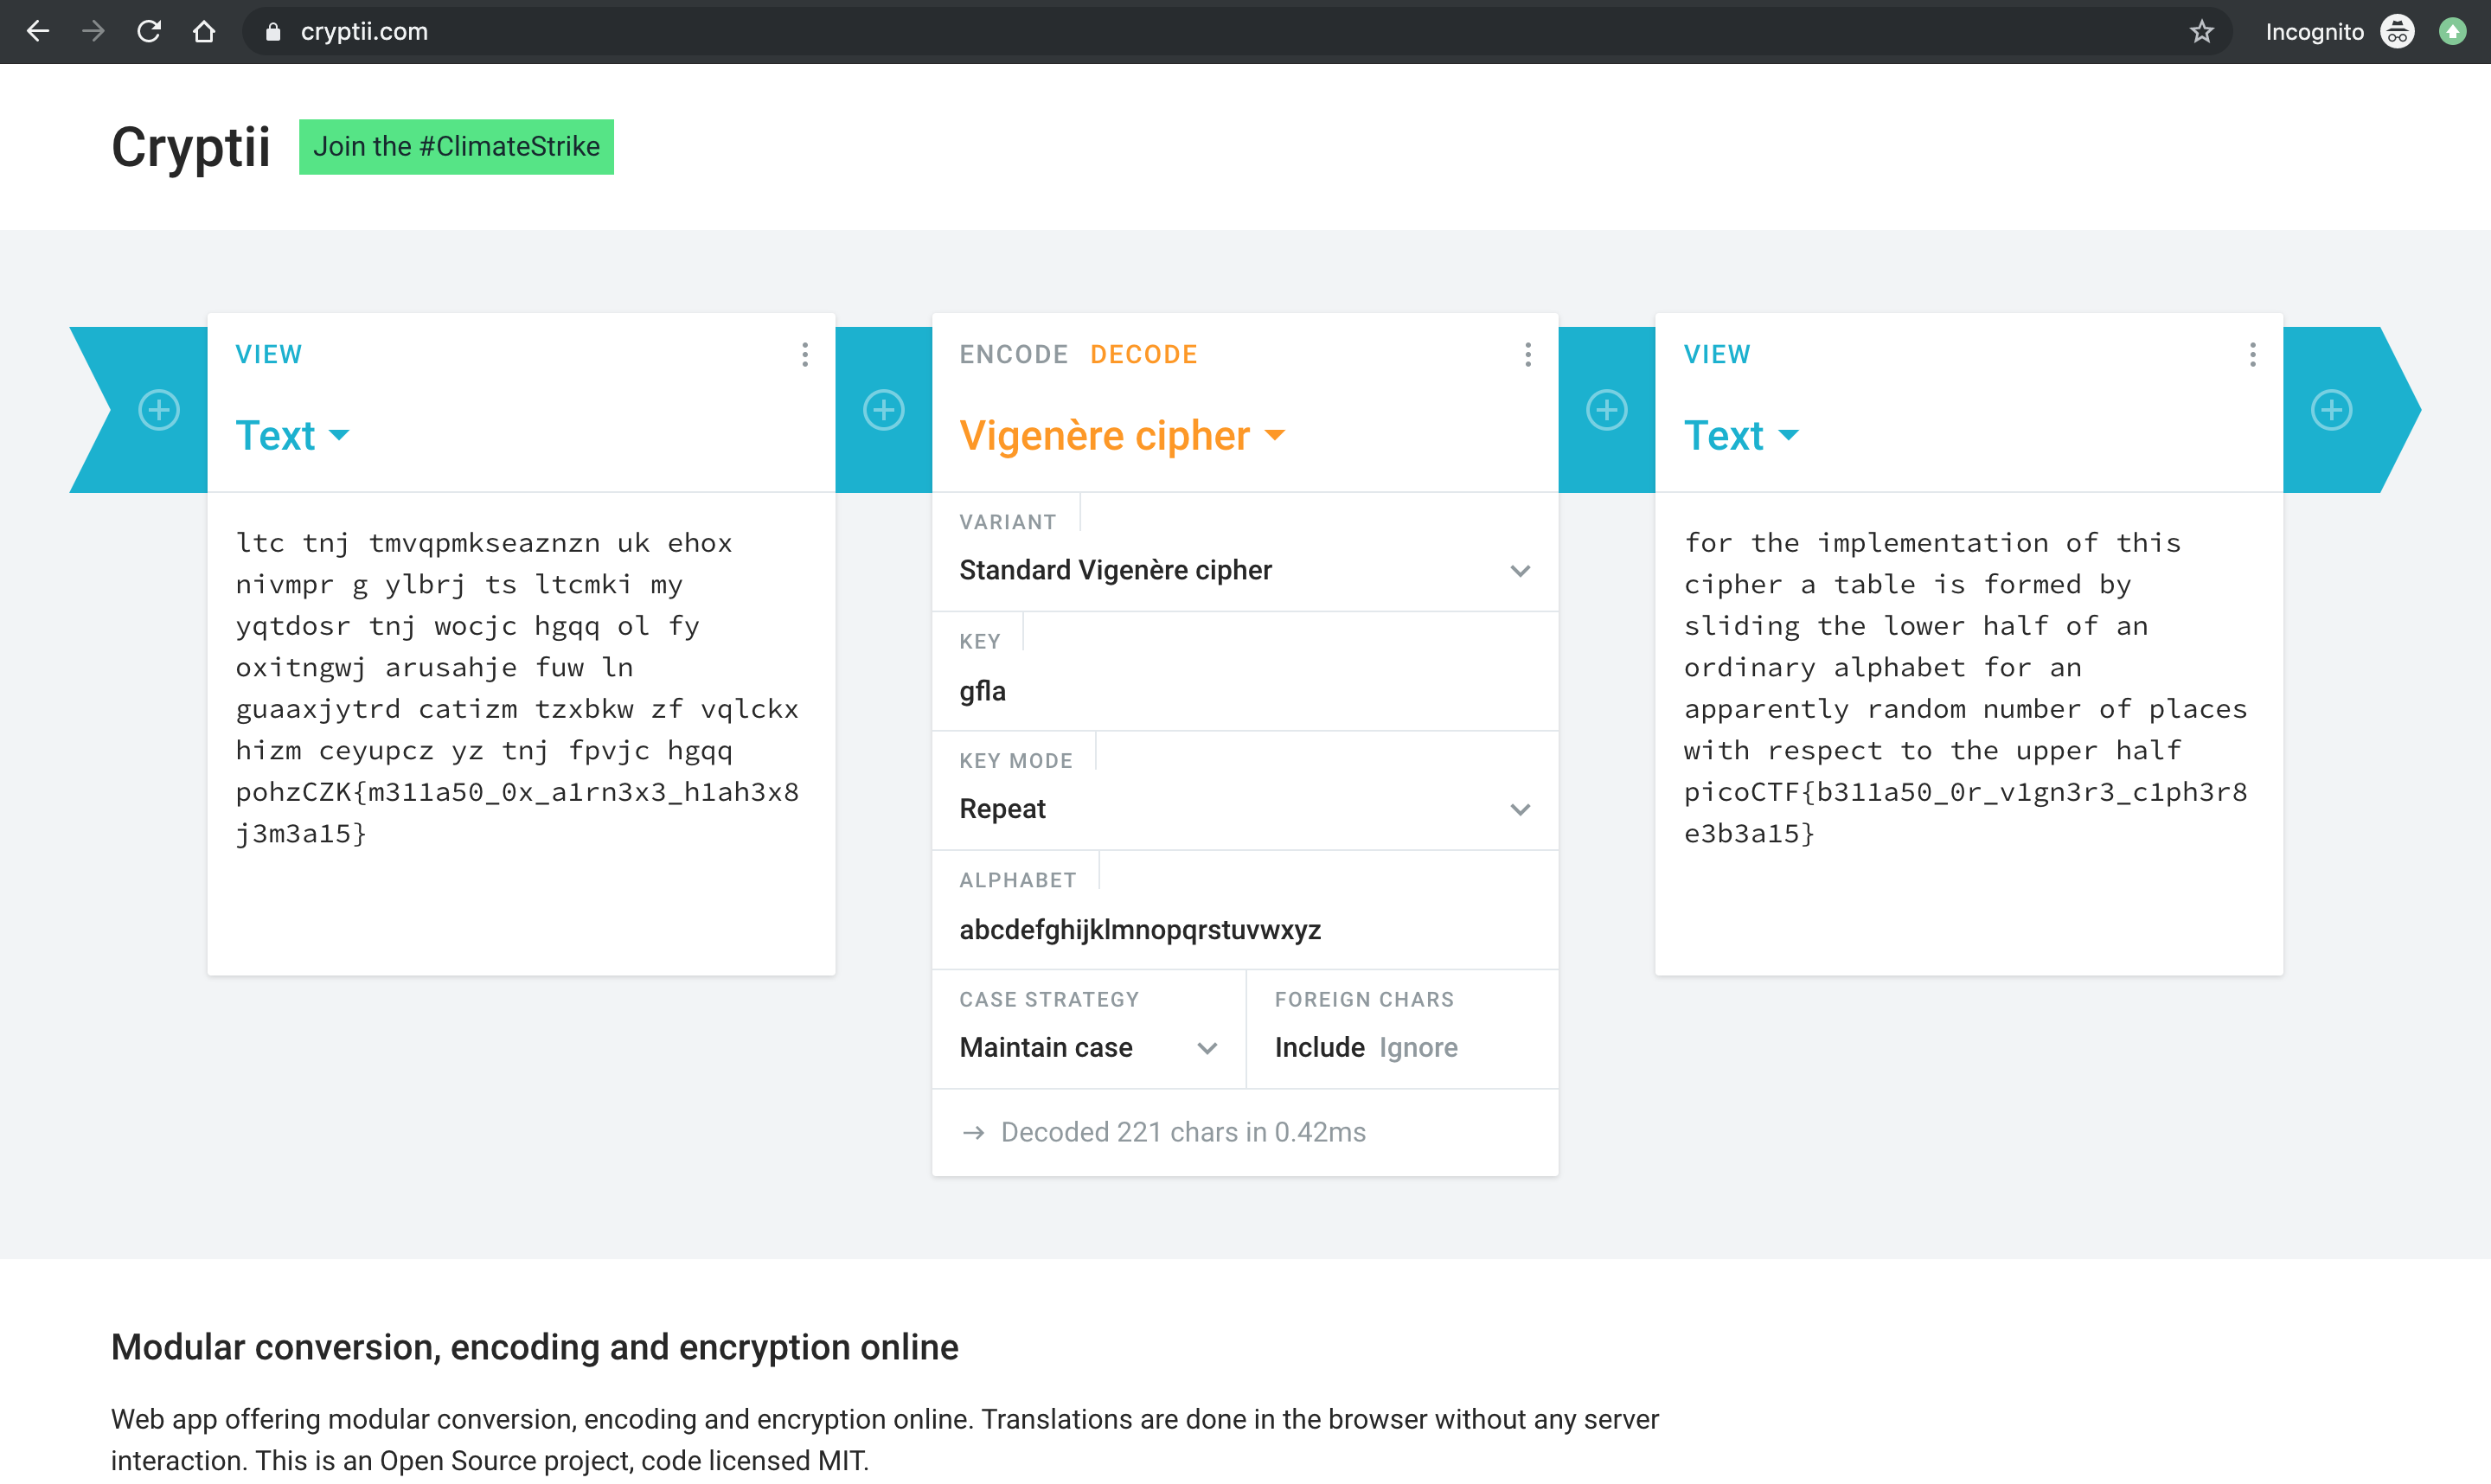 cryptii.com
Incognito
Cryptii
Join the #ClimateStrike
VIEW
Text
ltc tnj tmvqpmkseaznzn uk ehox
nivmpr g ylbrj ts ltcmki my
yqtdosr tnj wocjc hgqq ol fy
oxitngwj arusahje fuw ln
guaaxjytrd catizm tzxbkw zf vqlckx
hizm ceyupcz yz tnj fpvjc hgqq
pohzCZK{m311a50_0x_a1rn3x3_h1ah3x8
j3m3a15}
ENCODE DECODE
Vigenère cipher
VARIANT
Standard Vigenère cipher
KEY
gfla
KEY MODE
Repeat
ALPHABET
abcdefghijklmnopqrstuvwxyz
CASE STRATEGY
Maintain case
FOREIGN CHARS
Include Ignore
→ Decoded 221 chars in 0.42ms
VIEW
Text
for the implementation of this
cipher a table is formed by
sliding the lower half of an
ordinary alphabet for an
apparently random number of places
with respect to the upper half
picoCTF{b311a50_0r_v1gn3r3_c1ph3r8
e3b3a15}
Modular conversion, encoding and encryption online
Web app offering modular conversion, encoding and encryption online. Translations are done in the browser without any server
interaction. This is an Open Source project, code licensed MIT.